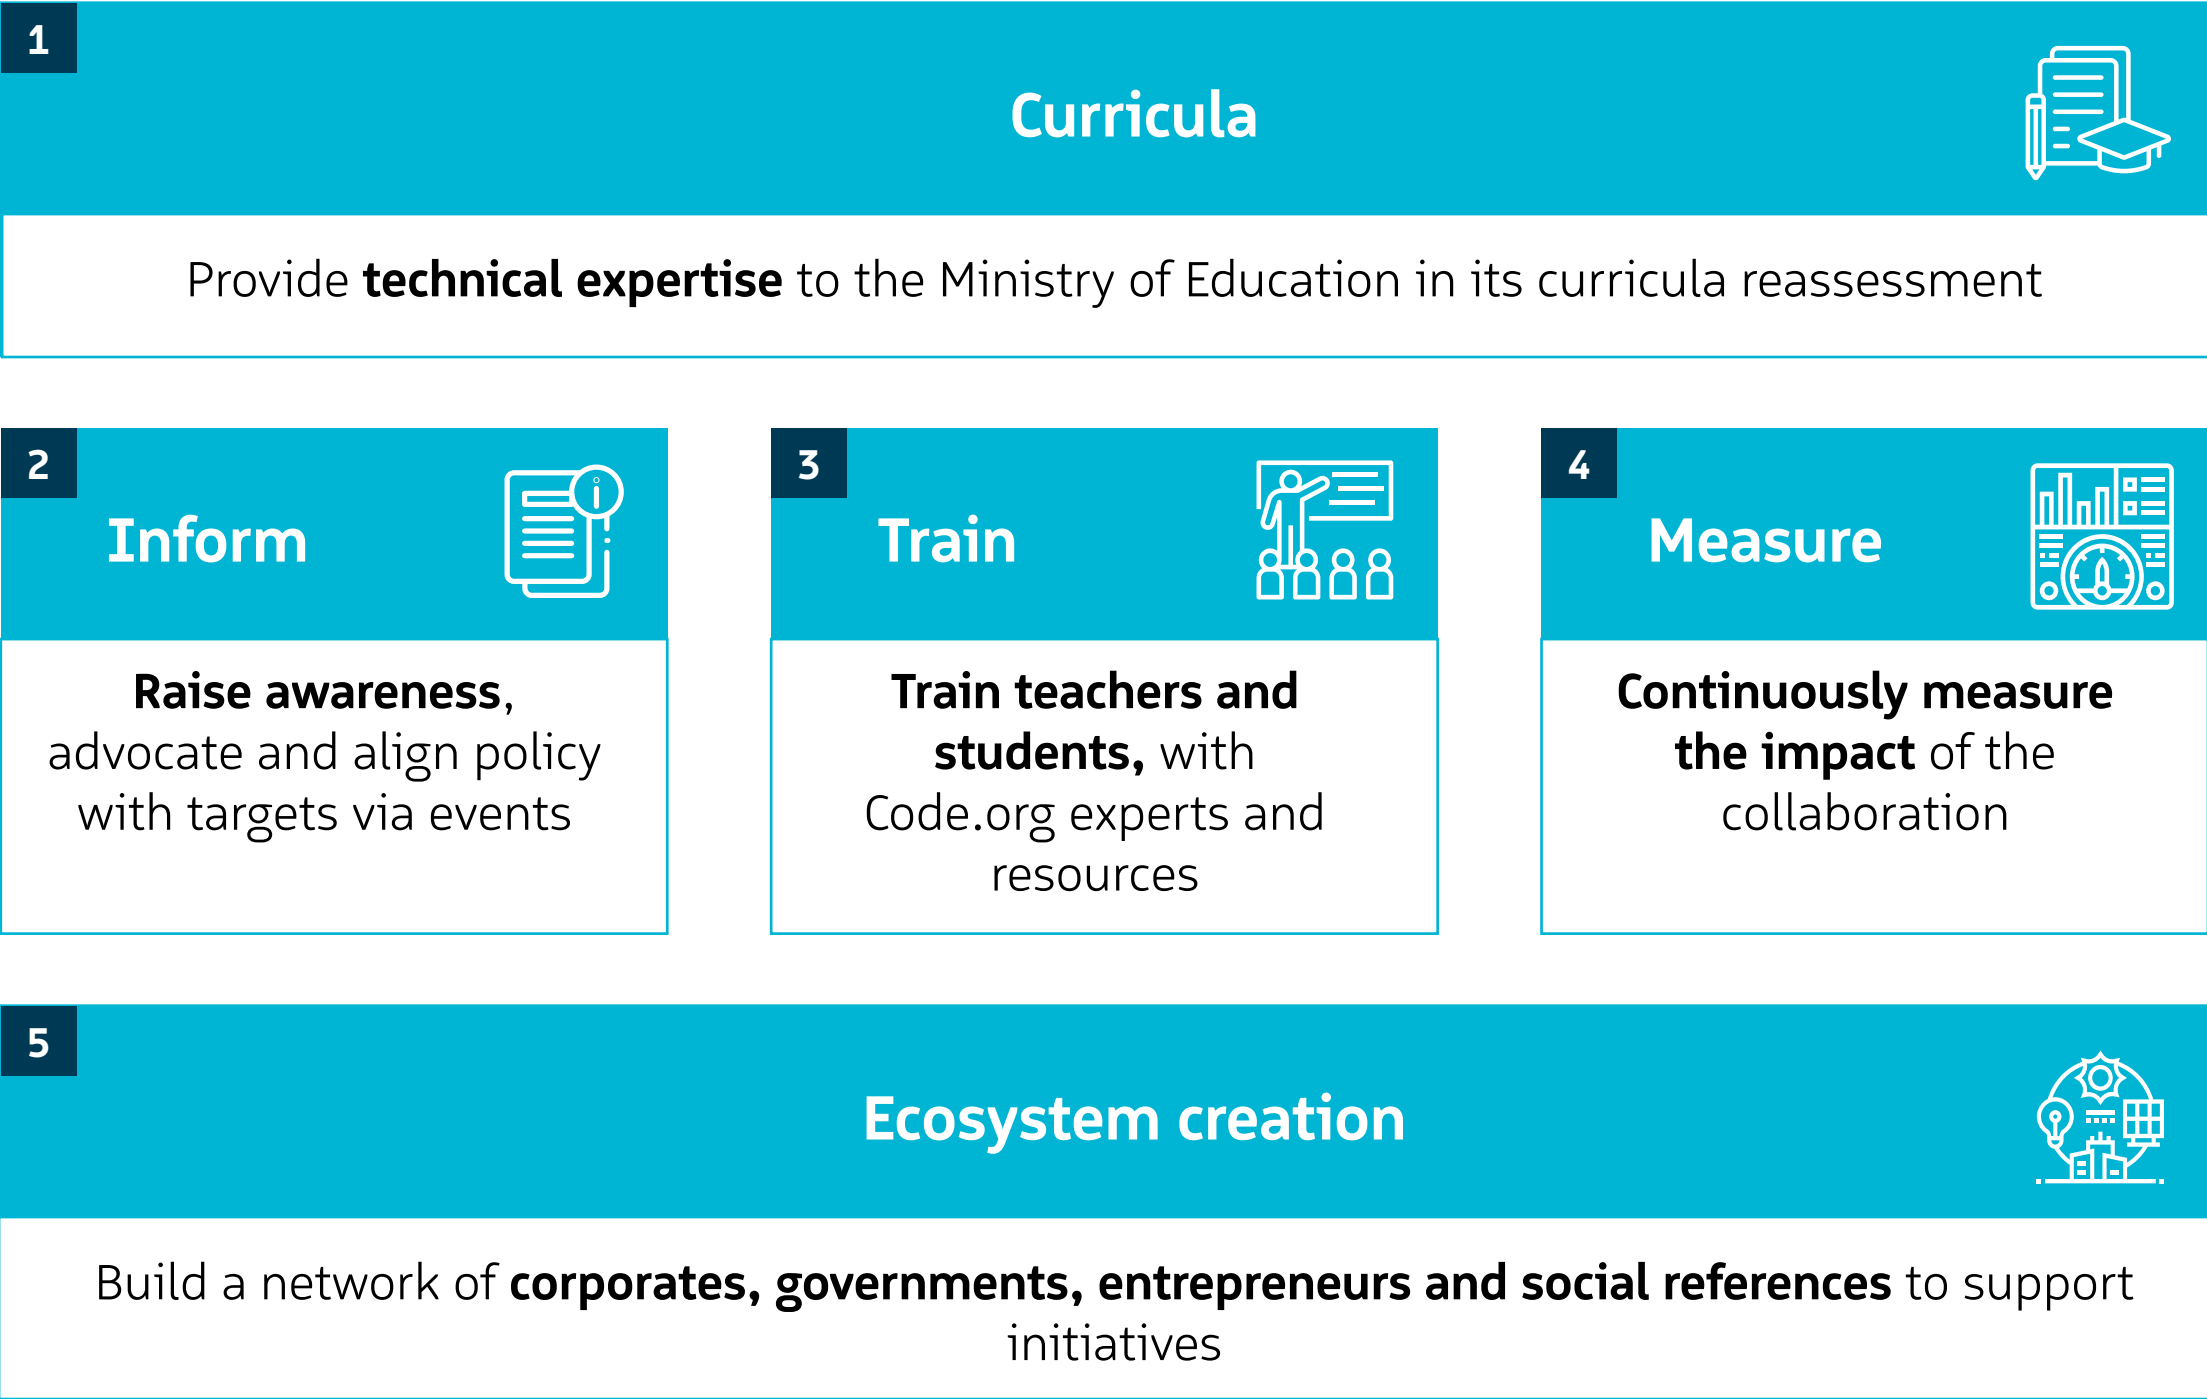 1
Curricula
Provide technical expertise to the Ministry of Education in its curricula reassessment
2
Inform
Raise awareness,
advocate and align policy
with targets via events
3
Train
Train teachers and
students, with
Code.org experts and
resources
4
Measure
Continuously measure
the impact of the
collaboration
5
Ecosystem creation
Build a network of corporates, governments, entrepreneurs and social references to support
initiatives